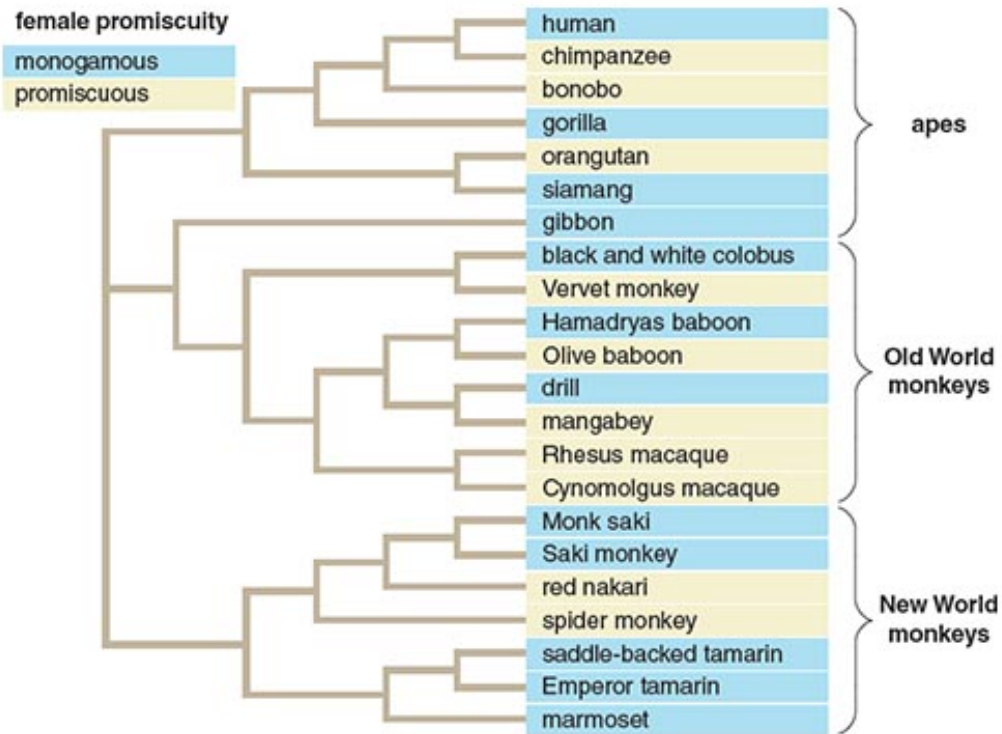 female promiscuity
monogamous
promiscuous
human
chimpanzee
bonobo
gorilla
orangutan
siamang
gibbon
apes
black and white colobus
Vervet monkey
Hamadryas baboon
Olive baboon
drill
mangabey
Rhesus macaque
Cynomolgus macaque
Old World
monkeys
Monk saki
Saki monkey
red nakari
spider monkey
saddle-backed tamarin
Emperor tamarin
marmoset
New World
monkeys